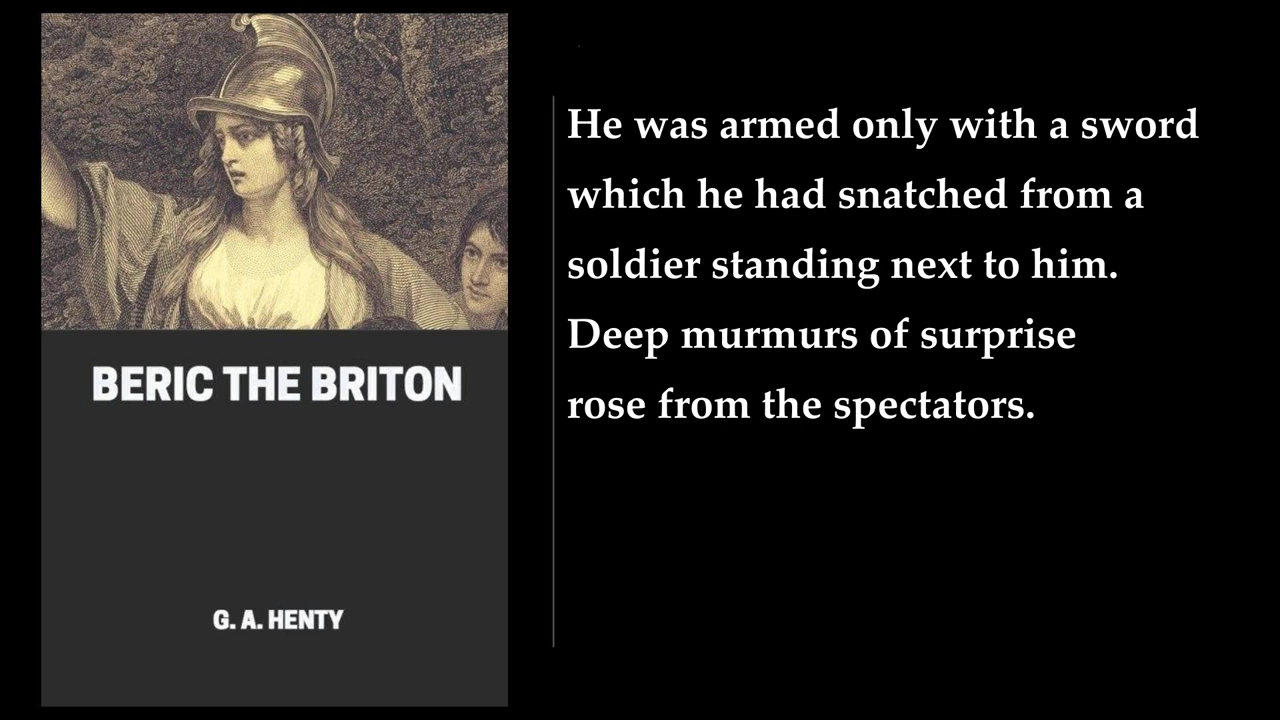 BERIC THE BRITON
G. A. HENTY
He was armed only with a sword
which he had snatched from a
soldier standing next to him.
Deep murmurs of surprise
rose from the spectators.